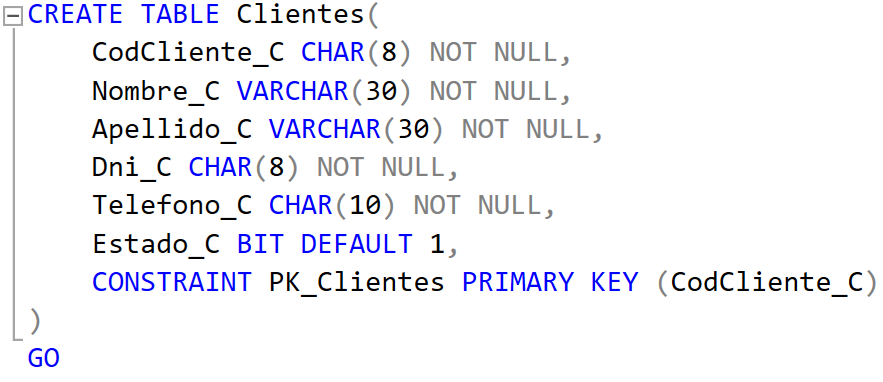 CREATE TABLE Clientes(
CodCliente_C CHAR(8) NOT NULL,
Nombre_C VARCHAR(30) NOT NULL,
Apellido_C VARCHAR(30) NOT NULL,
Dni_C CHAR(8) NOT NULL,
Telefono_C CHAR(10) NOT NULL,
Estado_C BIT DEFAULT 1,
CONSTRAINT PK_Clientes PRIMARY KEY (CodCliente_C)
)
GO